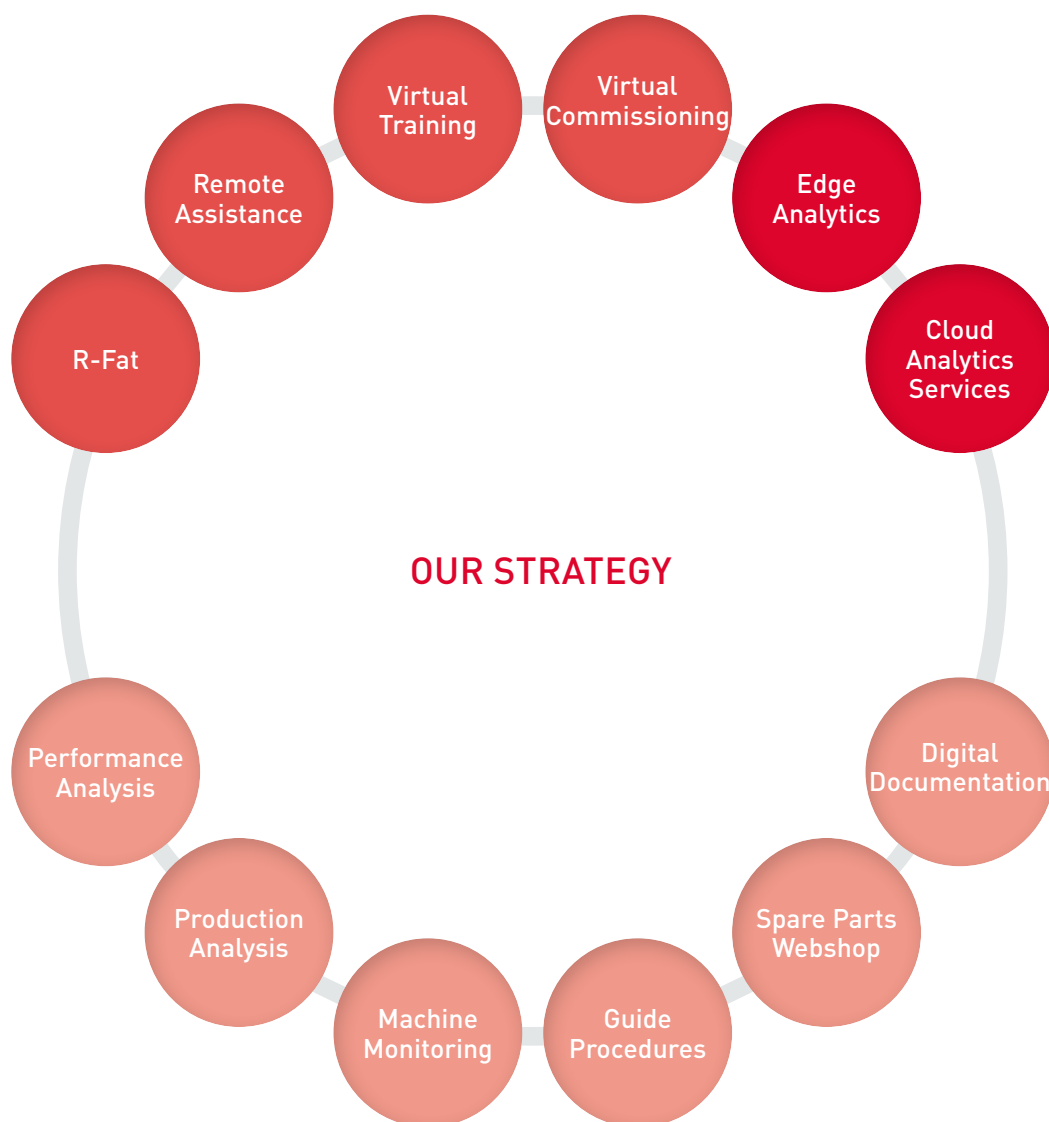 Virtual
Training
Virtual
Commissioning
Remote
Assistance
Edge
Analytics
R-Fat
Cloud
Analytics
Services
OUR STRATEGY
Performance
Analysis
Digital
Documentation
Production
Analysis
Spare Parts
Webshop
Machine
Monitoring
Guide
Procedures